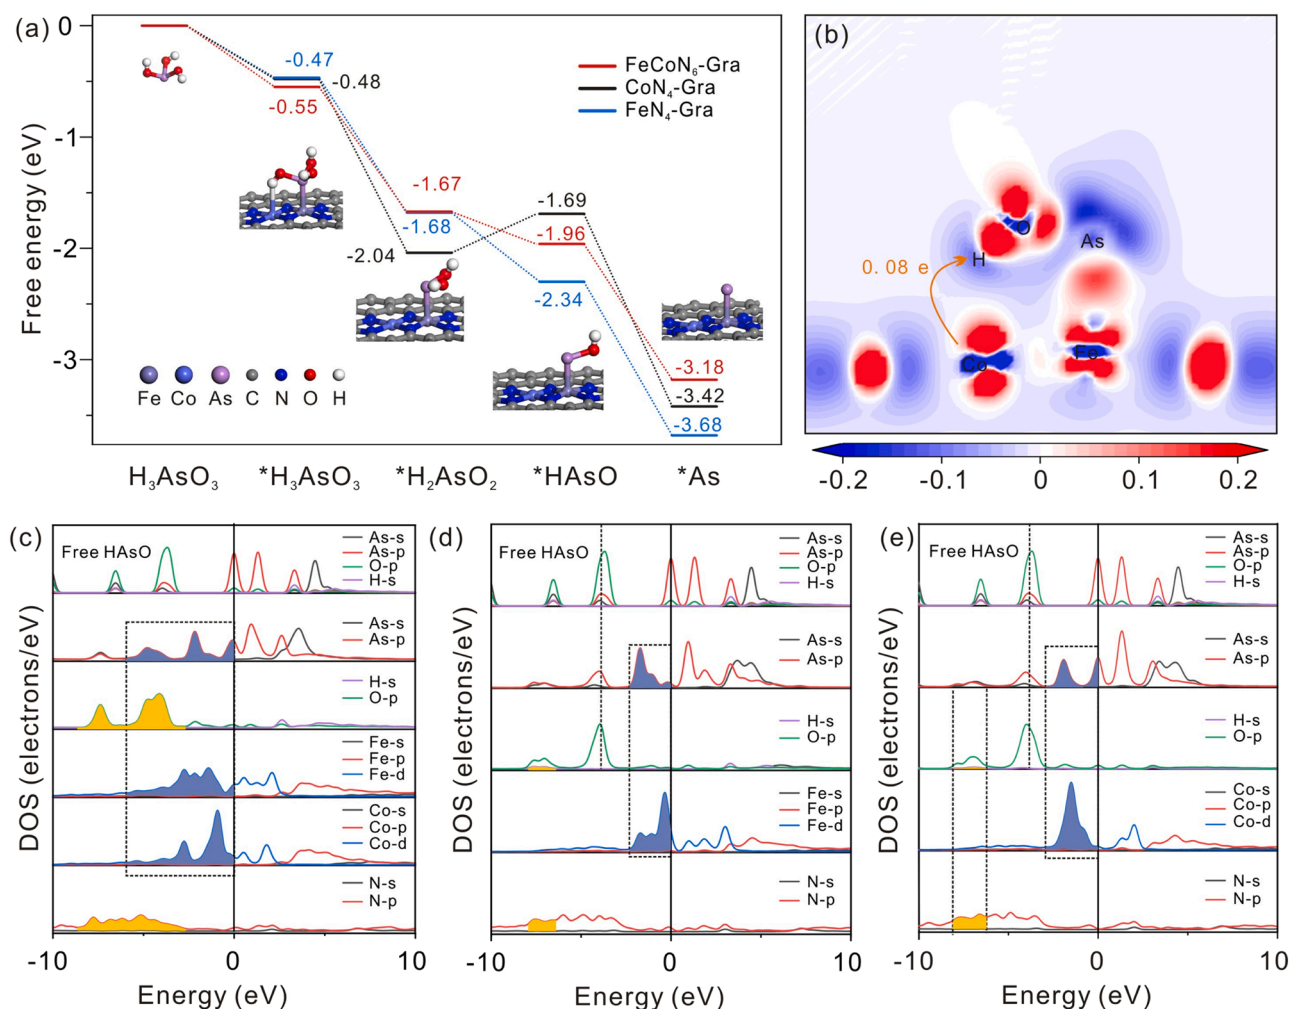 (a)
Free energy (eV)
0
-1
-2
-3
-0.47
-0.48
-0.55
FeCoN₆-Gra
CoN₄-Gra
FeN₄-Gra
-1.67
-1.68
-2.04
-1.69
-1.96
-2.34
-3.18
-3.42
-3.68
Fe Co As C N O H
H₃AsO₃ *H₃AsO₃ *H₂AsO₂ *HAsO *As
(b)
O
As
H
0.08 e
Co
Fe
-0.2 -0.1 0 0.1 0.2
(c)
DOS (electrons/eV)
Free HAsO
As-s
As-p
O-p
H-s
As-s
As-p
H-s
O-p
Fe-s
Fe-p
Fe-d
Co-s
Co-p
Co-d
N-s
N-p
-10 0 10
Energy (eV)
(d)
DOS (electrons/eV)
Free HAsO
As-s
As-p
O-p
H-s
As-s
As-p
H-s
O-p
Fe-s
Fe-p
Fe-d
N-s
N-p
-10 0 10
Energy (eV)
(e)
DOS (electrons/eV)
Free HAsO
As-s
As-p
O-p
H-s
As-s
As-p
H-s
O-p
Co-s
Co-p
Co-d
N-s
N-p
-10 0 10
Energy (eV)